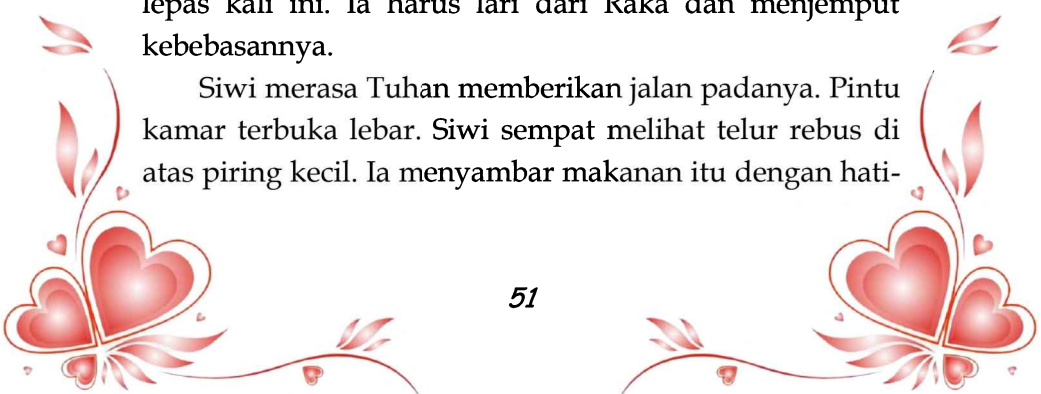 lepas kali ini. Ia harus lari dari Raka dan menjemput
kebebasannya.
Siwi merasa Tuhan memberikan jalan padanya. Pintu
kamar terbuka lebar. Siwi sempat melihat telur rebus di
atas piring kecil. Ia menyambar makanan itu dengan hati-
51